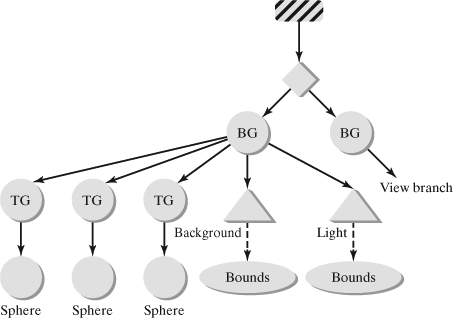 BG
BG
View branch
TG
TG
TG
Background
Light
Bounds
Bounds
Sphere
Sphere
Sphere